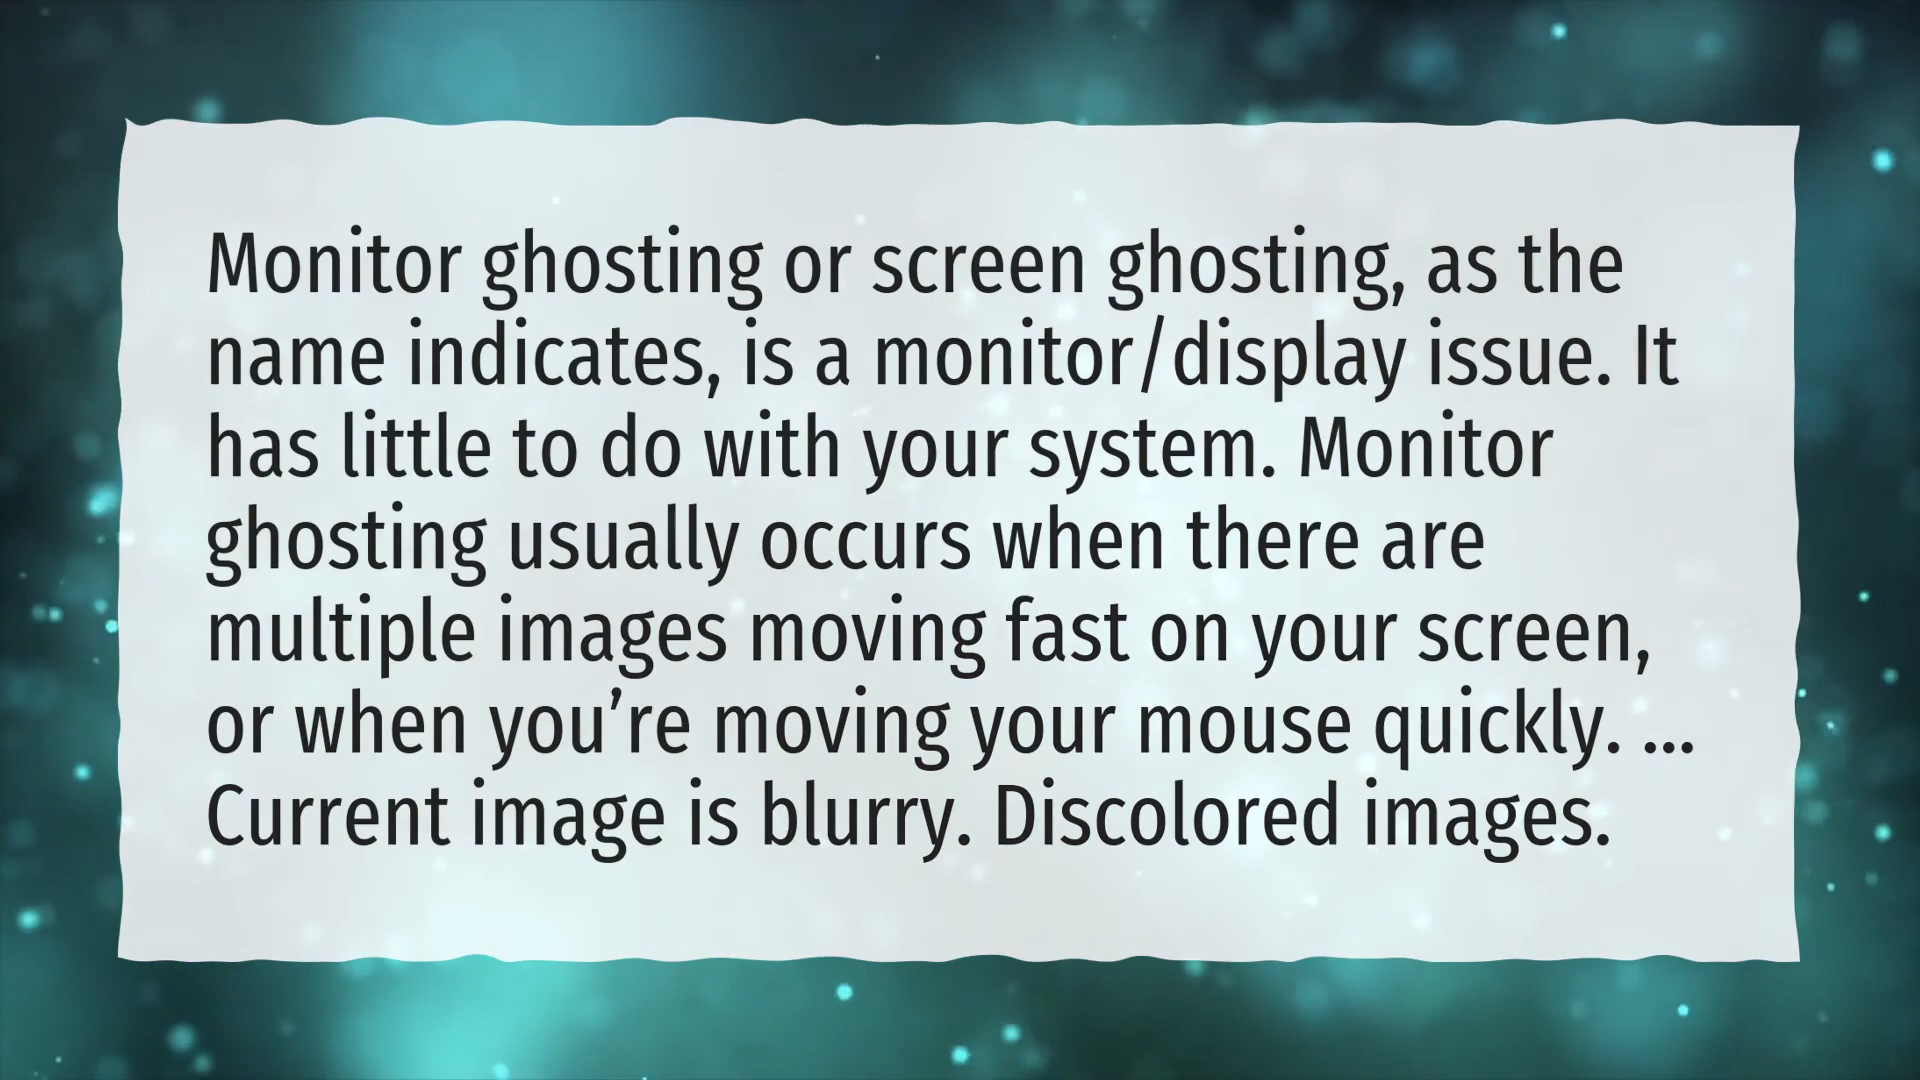 Monitor ghosting or screen ghosting, as the
name indicates, is a monitor/display issue. It
has little to do with your system. Monitor
ghosting usually occurs when there are
multiple images moving fast on your screen,
or when you’re moving your mouse quickly. ...
Current image is blurry. Discolored images.